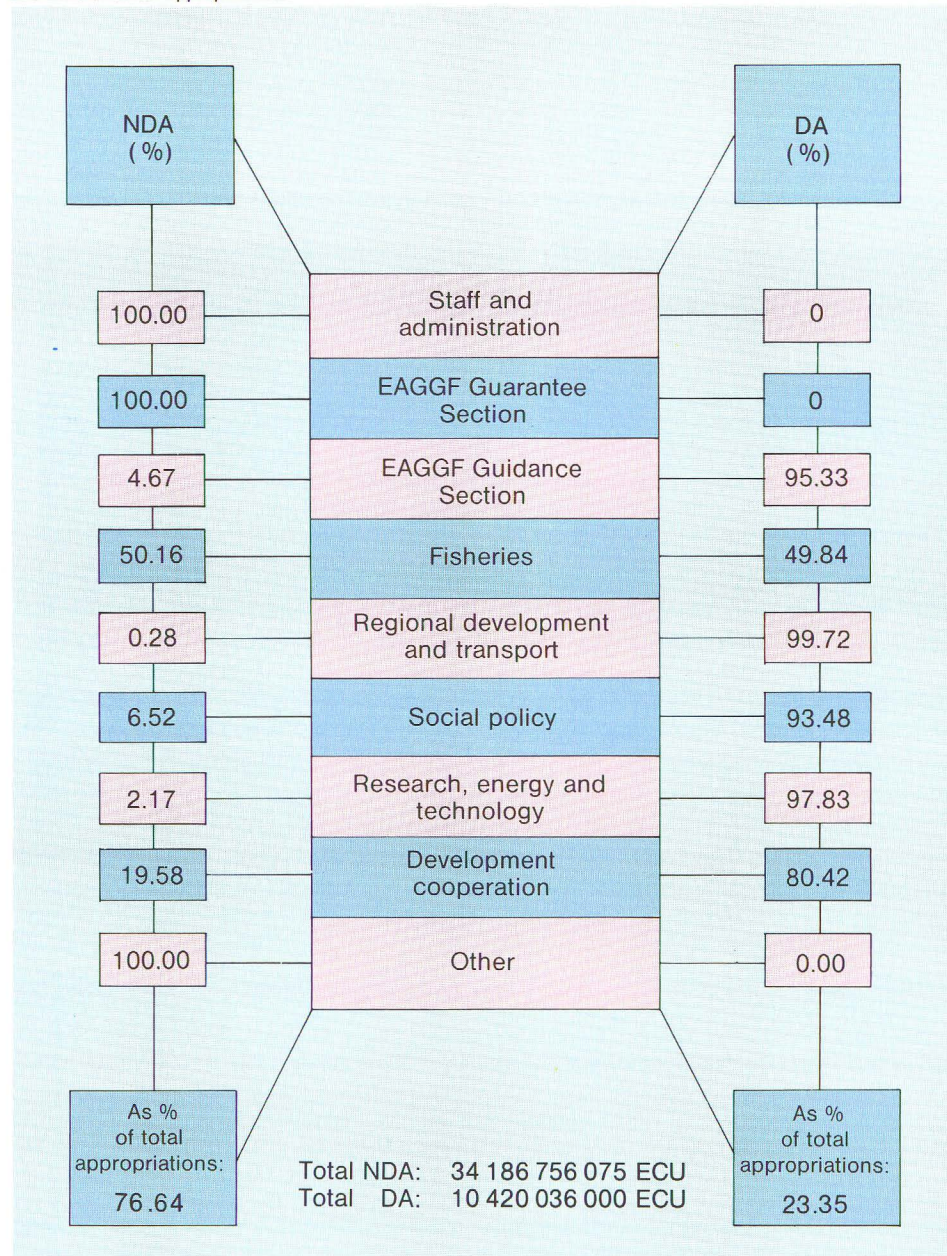 NDA
(%)
DA
(%)
100.00
Staff and
administration
0
100.00
EAGGF Guarantee
Section
0
4.67
EAGGF Guidance
Section
95.33
50.16
Fisheries
49.84
0.28
Regional development
and transport
99.72
6.52
Social policy
93.48
2.17
Research, energy and
technology
97.83
19.58
Development
cooperation
80.42
100.00
Other
0.00
As %
of total
appropriations:
76.64
As %
of total
appropriations:
23.35
Total NDA: 34 186 756 075 ECU
Total DA: 10 420 036 000 ECU